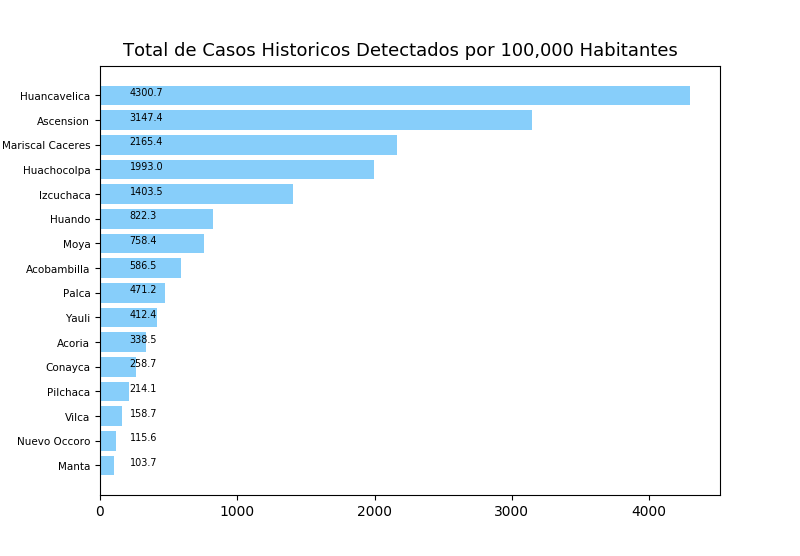 Total de Casos Historicos Detectados por 100,000 Habitantes
Huancavelica 4300.7
Ascension 3147.4
Mariscal Caceres 2165.4
Huachocolpa 1993.0
Izcuchaca 1403.5
Huando 822.3
Moya 758.4
Acobambilla 586.5
Palca 471.2
Yauli 412.4
Acoria 338.5
Conayca 258.7
Pilchaca 214.1
Vilca 158.7
Nuevo Occoro 115.6
Manta 103.7
0 1000 2000 3000 4000